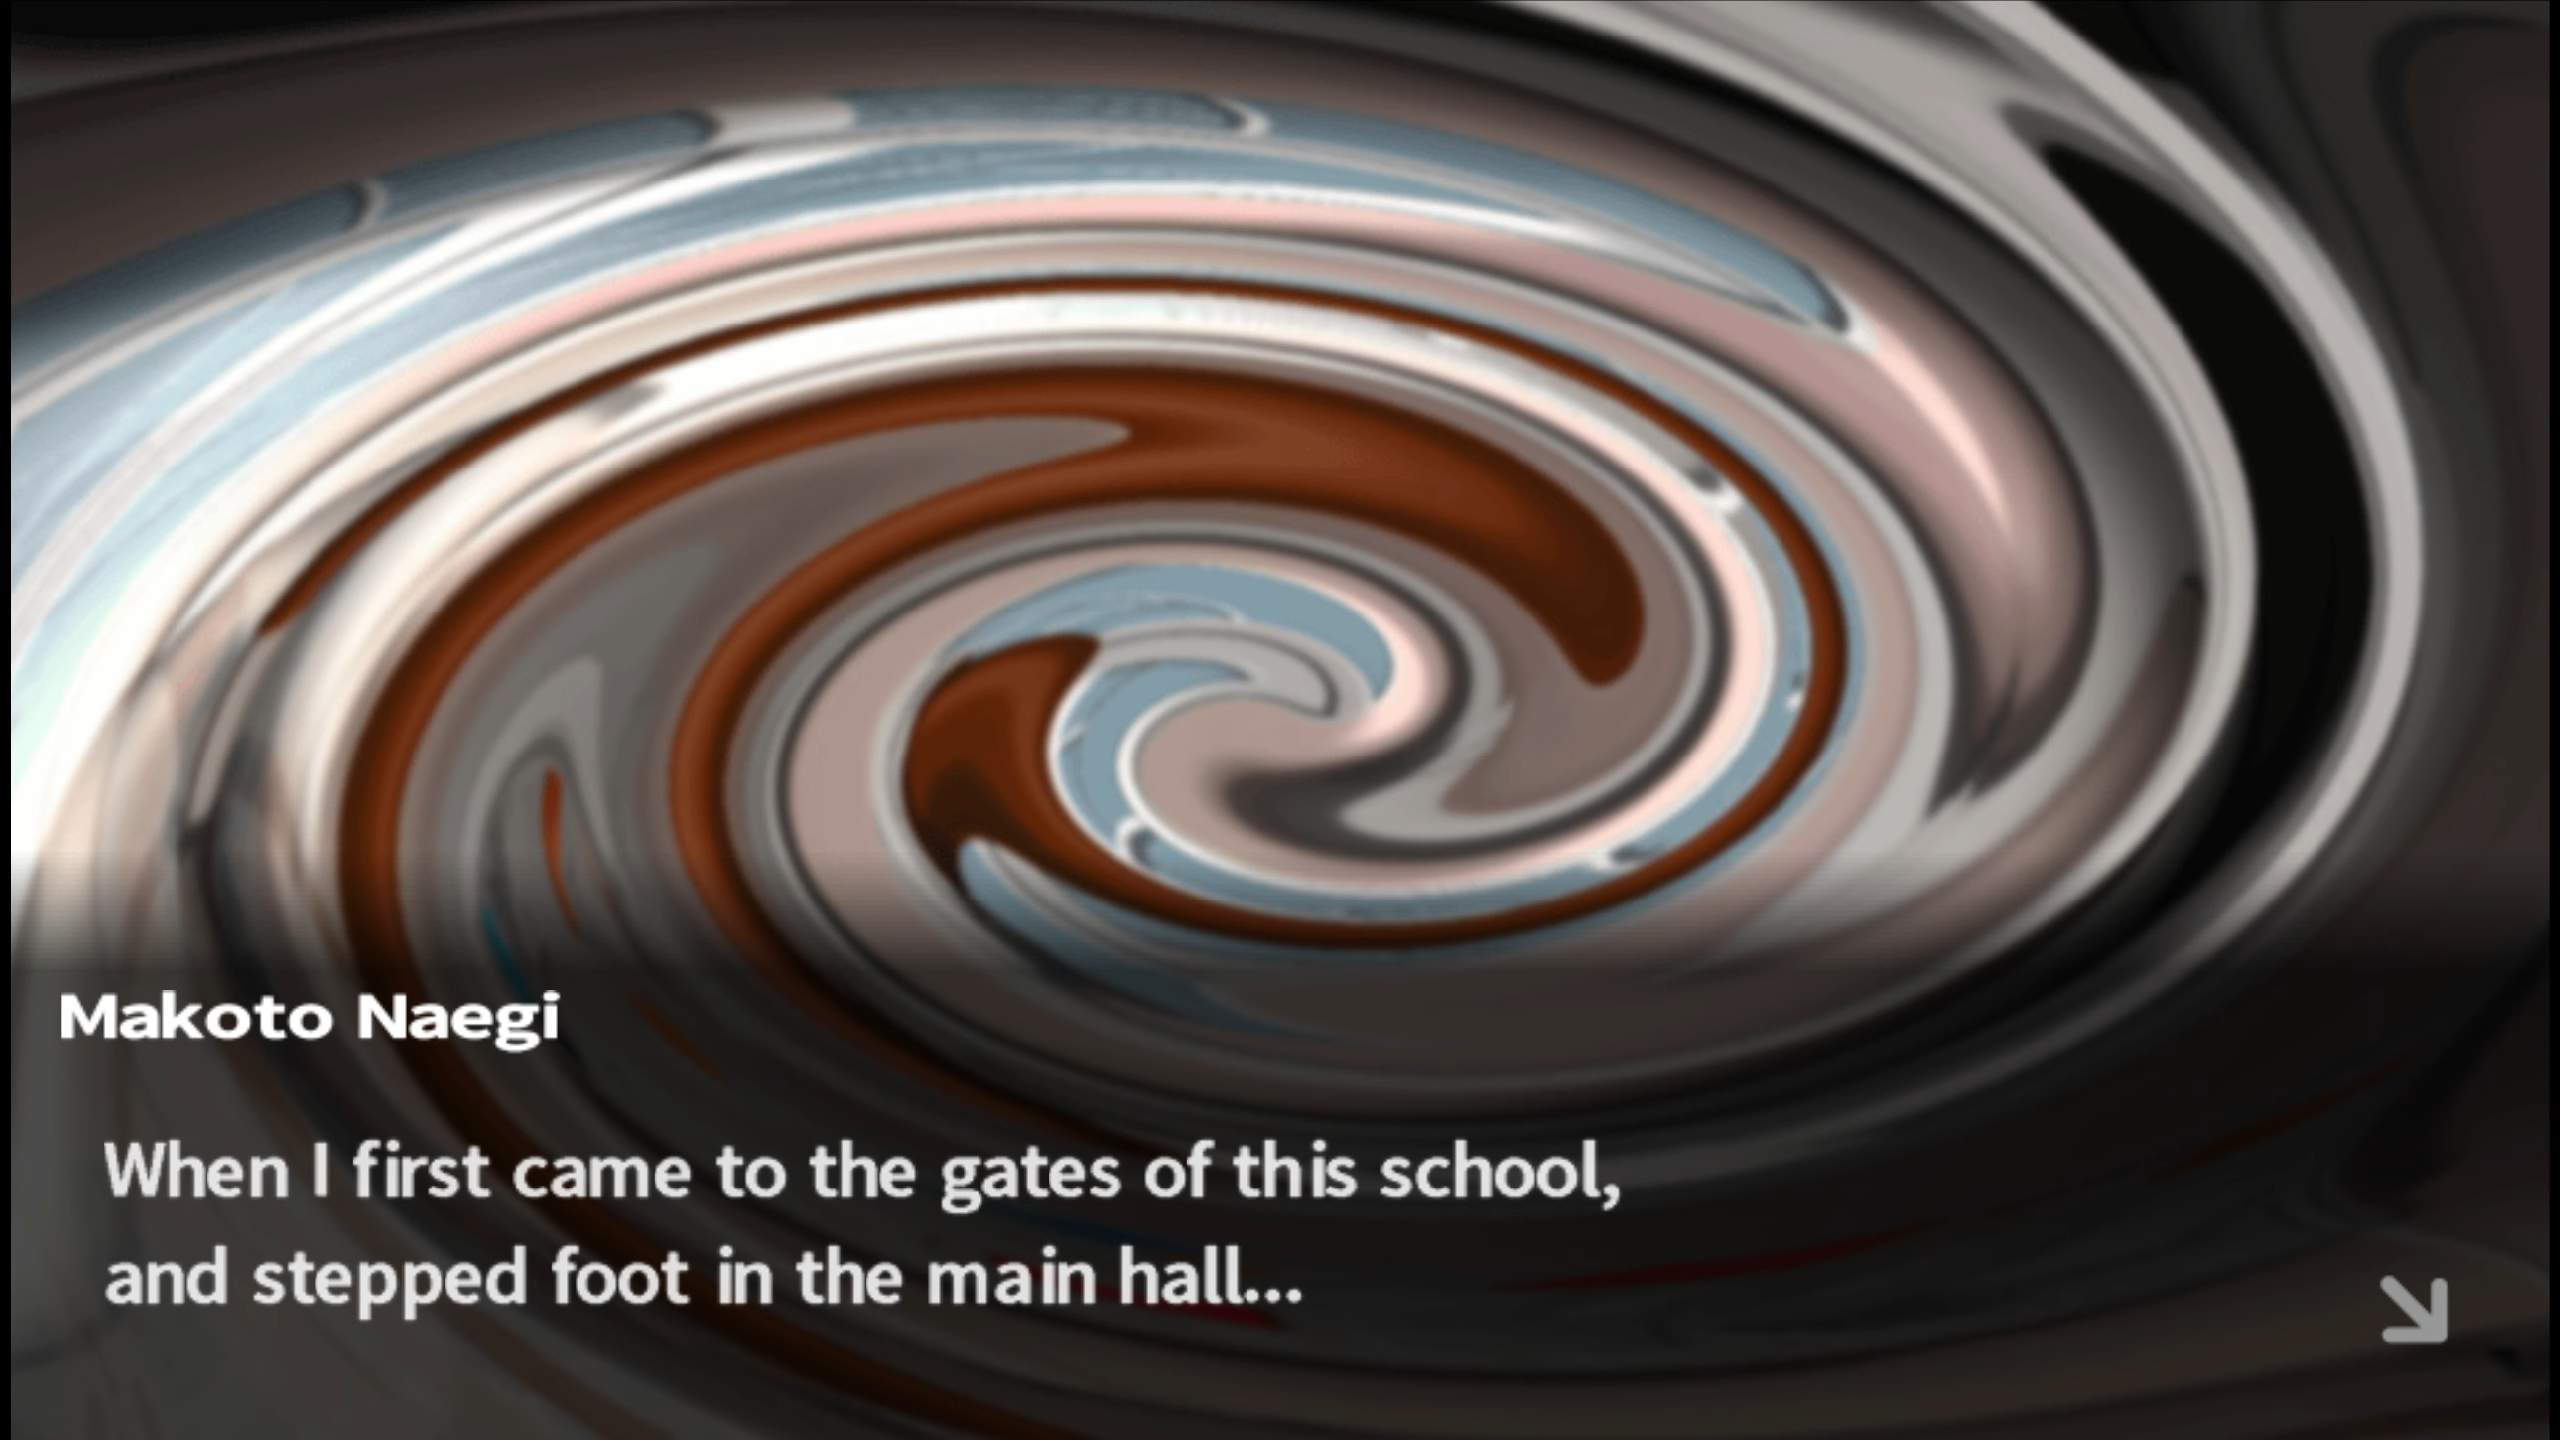 Makoto Naegi
When I first came to the gates of this school,
and stepped foot in the main hall...